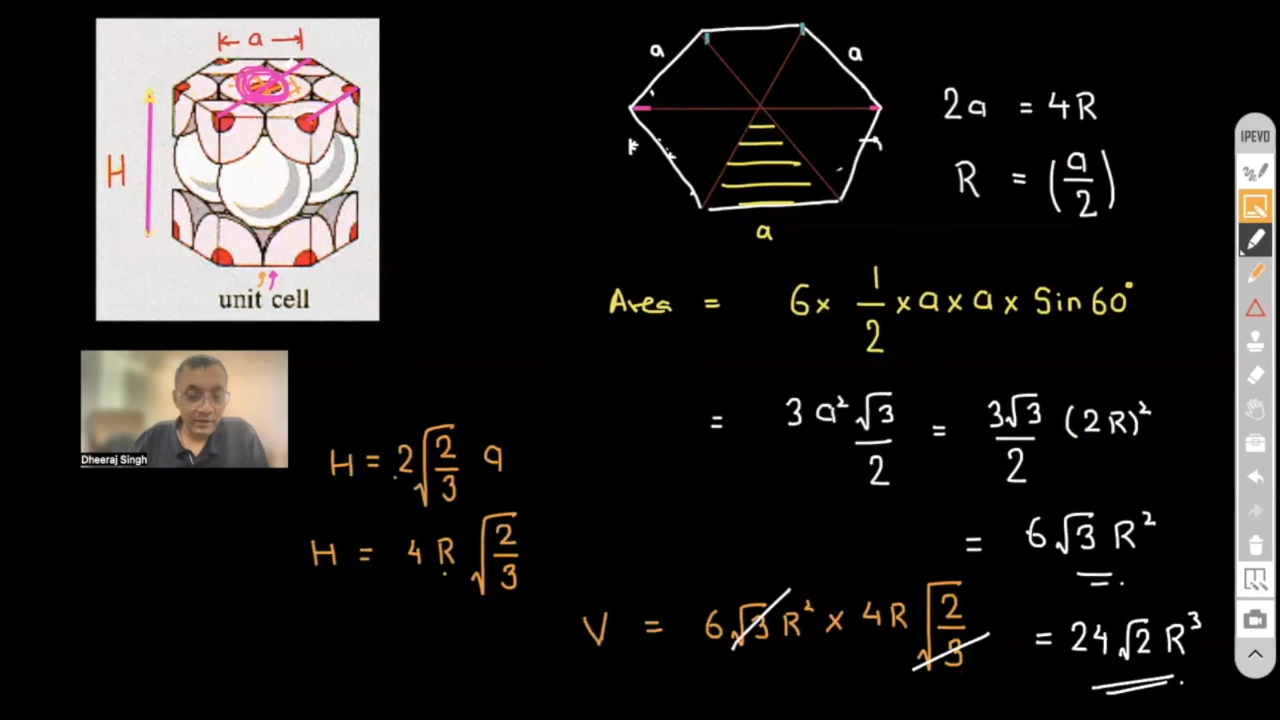 a
H
unit cell
Dheeraj Singh
H = 2√(2/3) a
H = 4R √(2/3)
a a
a
2a = 4R
R = (a/2)
Area = 6 × 1/2 × a × a × Sin 60°
= 3a² √3/2 = 3√3/2 (2R)²
= 6√3 R²
V = 6√3 R² × 4R √(2/3) = 24√2 R³
IPEVO